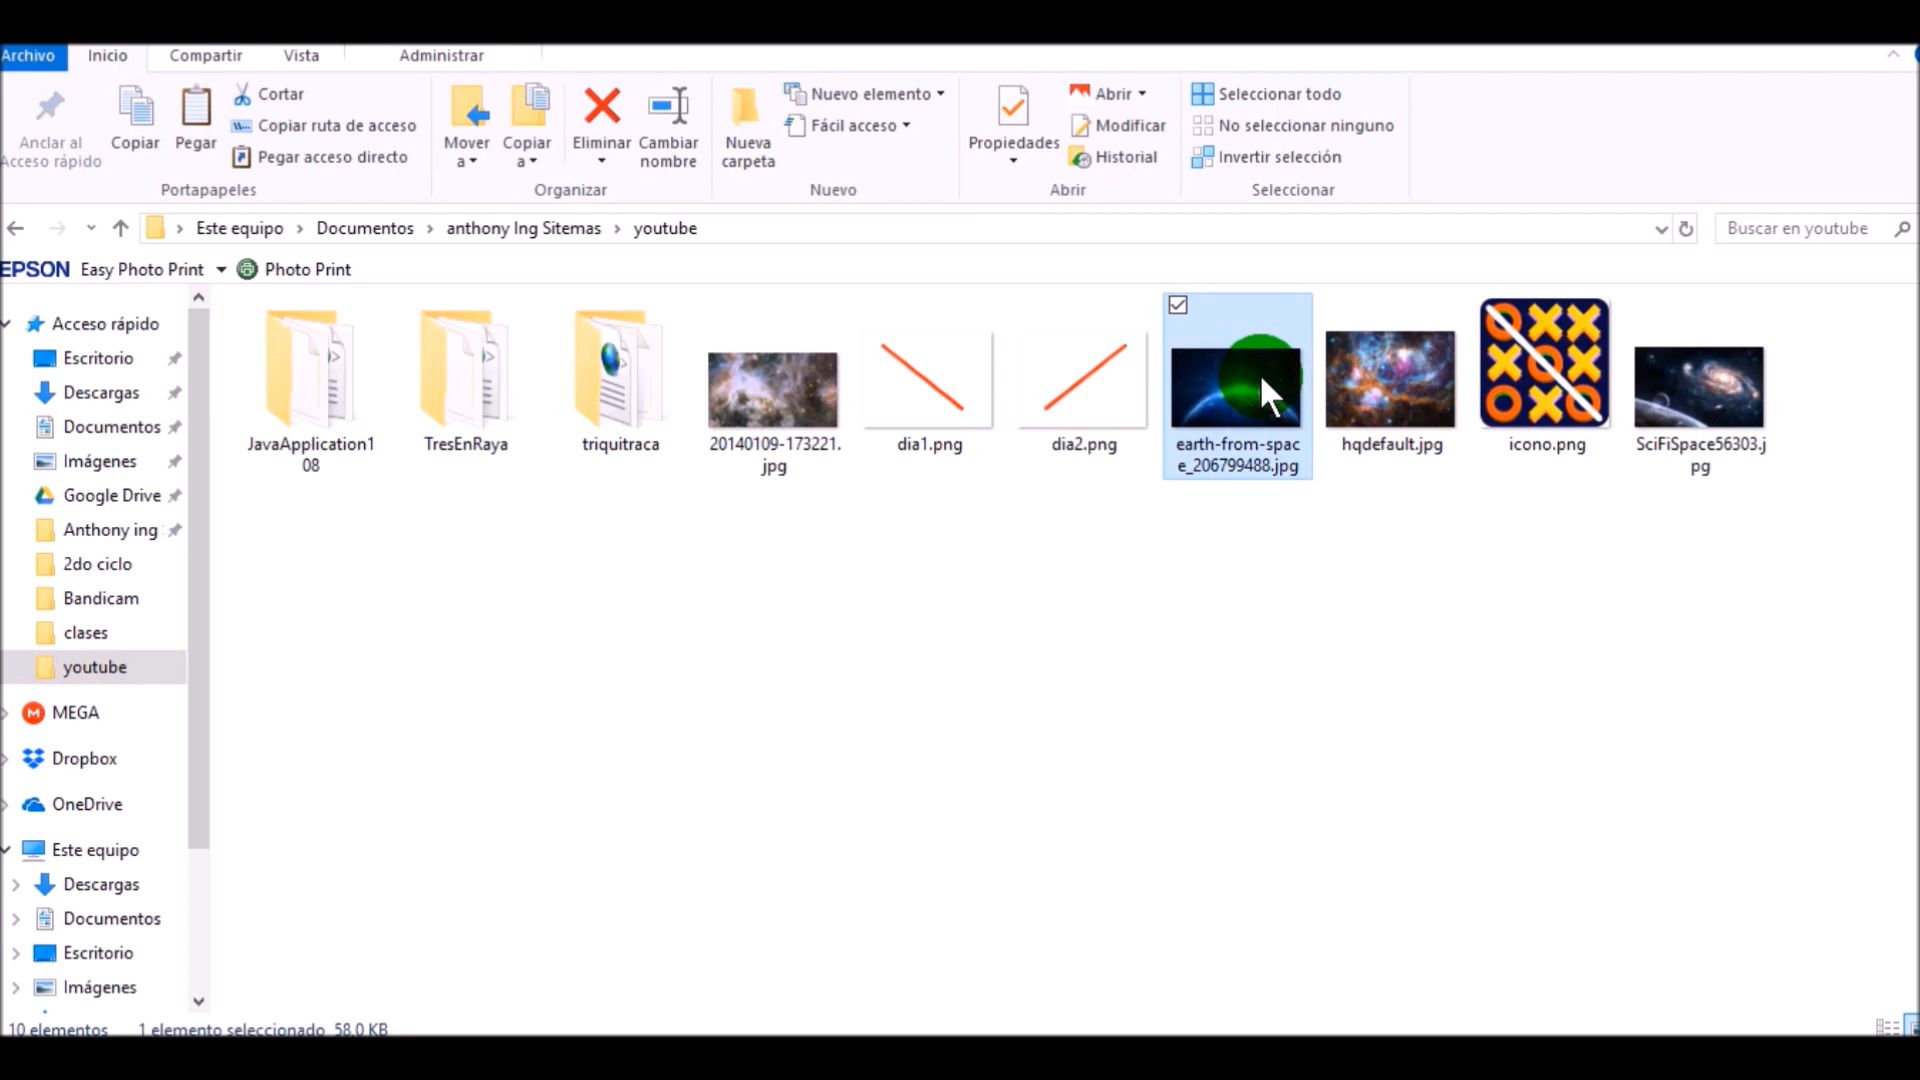 Archivo Inicio Compartir Vista Administrar
Anclar al
Acceso rápido
Copiar
Pegar
Cortar
Copiar ruta de acceso
Pegar acceso directo
Portapapeles
Mover
a
Copiar
a
Eliminar
Cambiar
nombre
Organizar
Nueva
carpeta
Nuevo elemento
Fácil acceso
Nuevo
Propiedades
Abrir
Modificar
Historial
Abrir
Seleccionar todo
No seleccionar ninguno
Invertir selección
Seleccionar
Este equipo › Documentos › anthony Ing Sitemas › youtube
Buscar en youtube
EPSON Easy Photo Print Photo Print
Acceso rápido
Escritorio
Descargas
Documentos
Imágenes
Google Drive
Anthony ing
2do ciclo
Bandicam
clases
youtube
MEGA
Dropbox
OneDrive
Este equipo
Descargas
Documentos
Escritorio
Imágenes
JavaApplication1
08
TresEnRaya
triquitraca
20140109-173221.
jpg
dia1.png
dia2.png
earth-from-spac
e_206799488.jpg
hqdefault.jpg
icono.png
SciFiSpace56303.j
pg
10 elementos 1 elemento seleccionado 58.0 KB